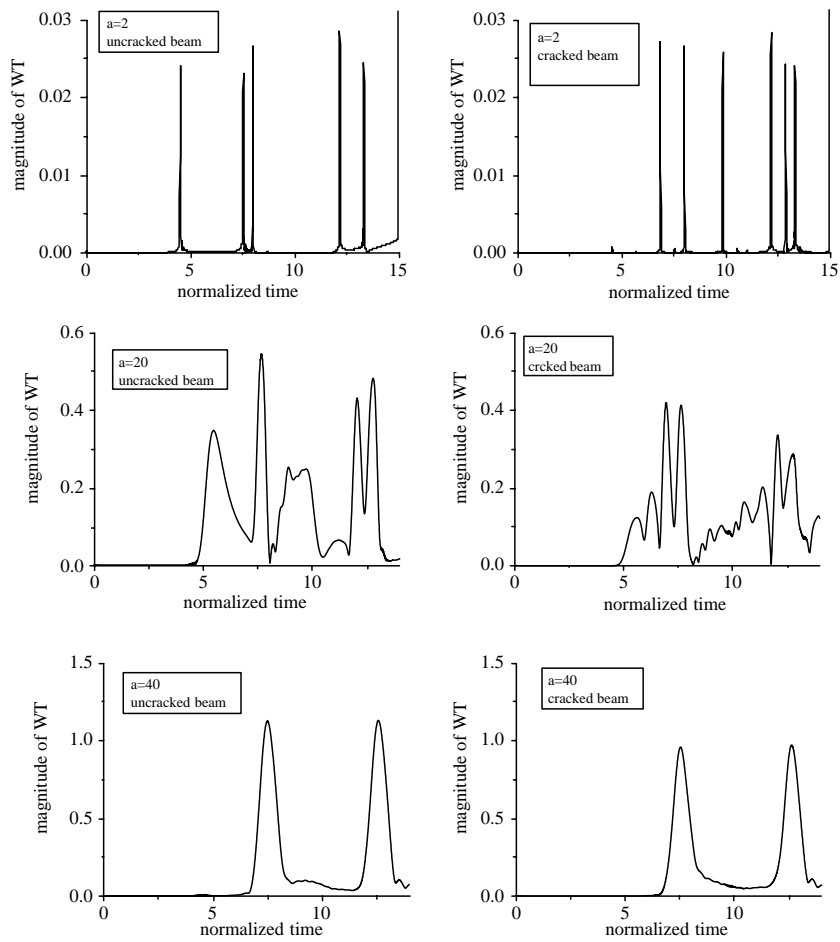 0.03
0.02
0.01
0.00
magnitude of WT
a=2
uncracked beam
0 5 10 15
normalized time
0.03
0.02
0.01
0.00
magnitude of WT
a=2
cracked beam
0 5 10 15
normalized time
0.6
0.4
0.2
0.0
magnitude of WT
a=20
uncracked beam
0 5 10
normalized time
0.6
0.4
0.2
0.0
magnitude of WT
a=20
crcked beam
0 5 10
normalized time
1.5
1.0
0.5
0.0
magnitude of WT
a=40
uncracked beam
0 5 10
normalized time
1.5
1.0
0.5
0.0
magnitude of WT
a=40
cracked beam
0 5 10
normalized time